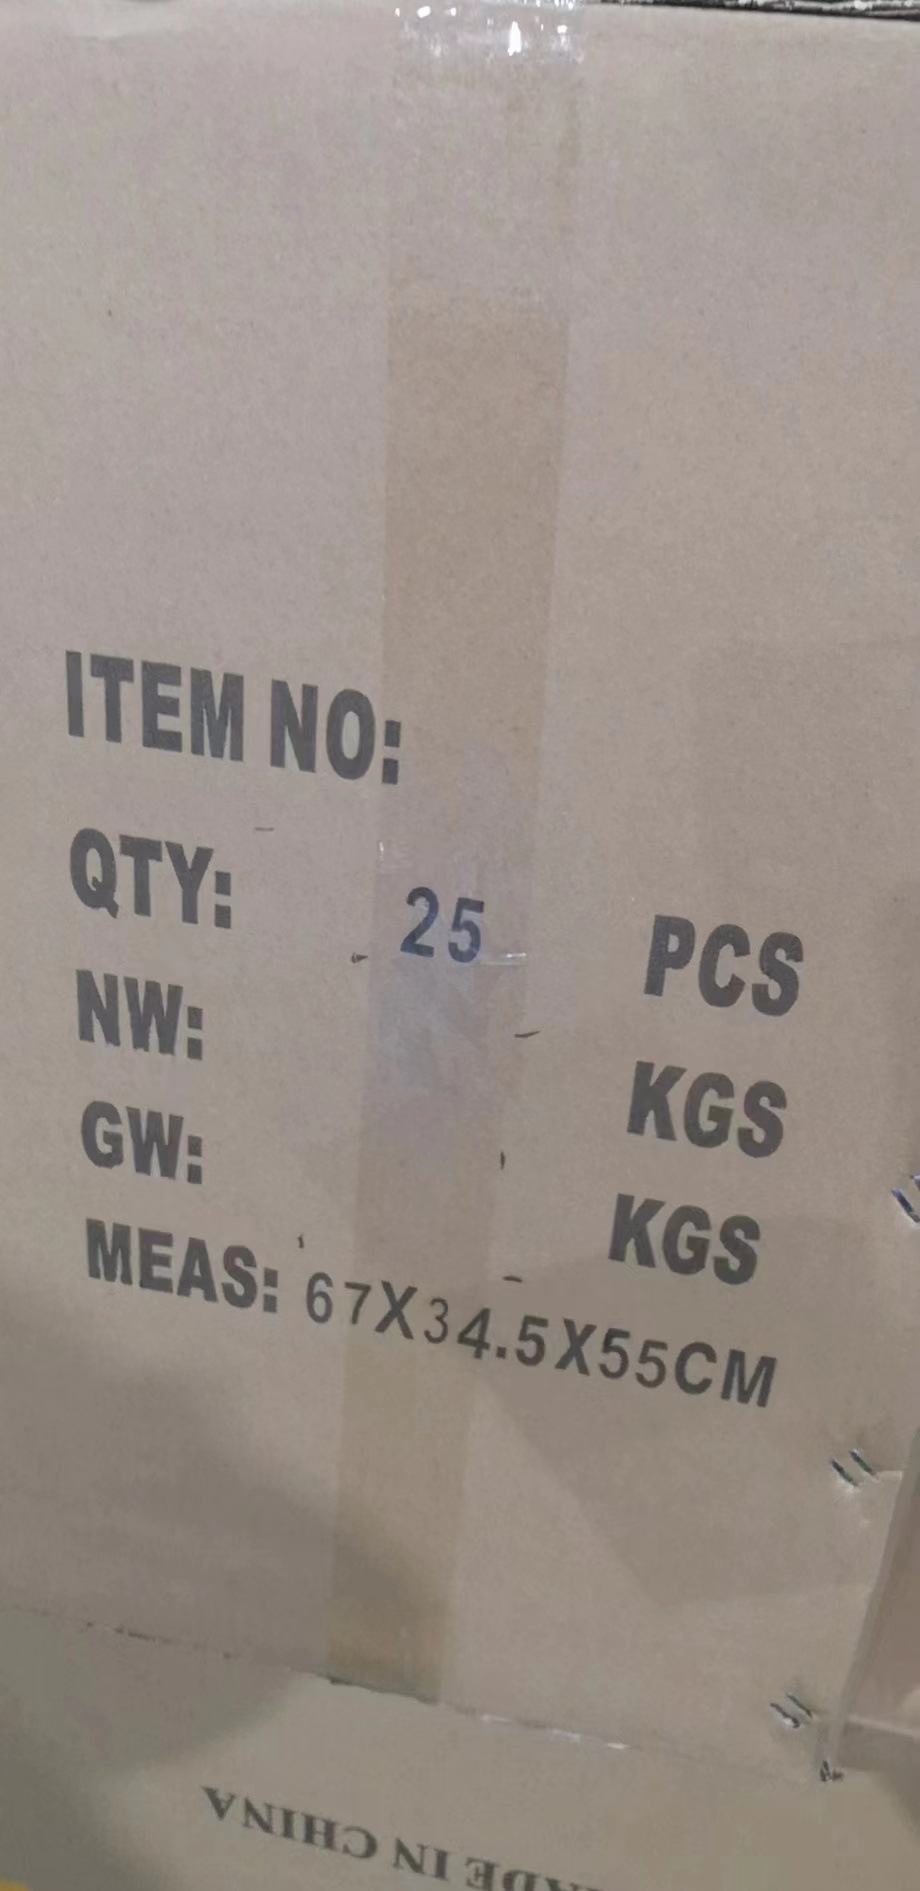 ITEM NO:
QTY: 25 PCS
NW: KGS
GW: KGS
MEAS: 67X34.5X55CM
MADE IN CHINA